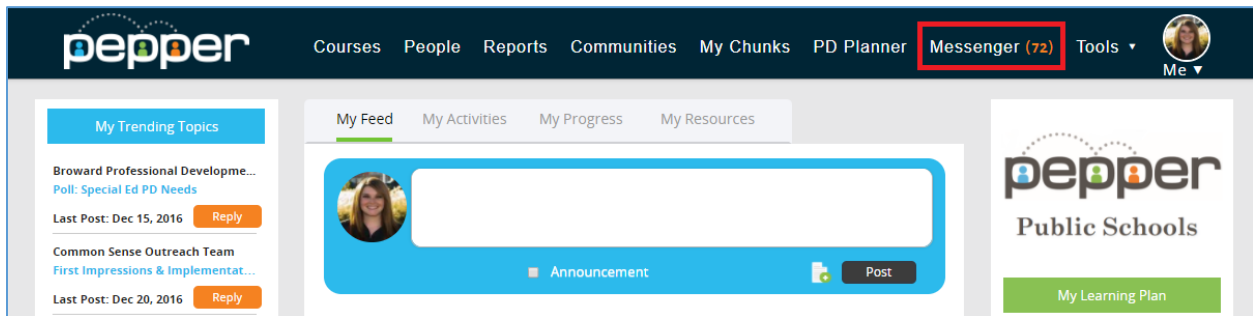 pepper
Courses People Reports Communities My Chunks PD Planner Messenger (72) Tools ▾
Me ▼
My Trending Topics
Broward Professional Developme...
Poll: Special Ed PD Needs
Last Post: Dec 15, 2016 Reply
Common Sense Outreach Team
First Impressions & Implementat...
Last Post: Dec 20, 2016 Reply
My Feed My Activities My Progress My Resources
Announcement Post
pepper
Public Schools
My Learning Plan